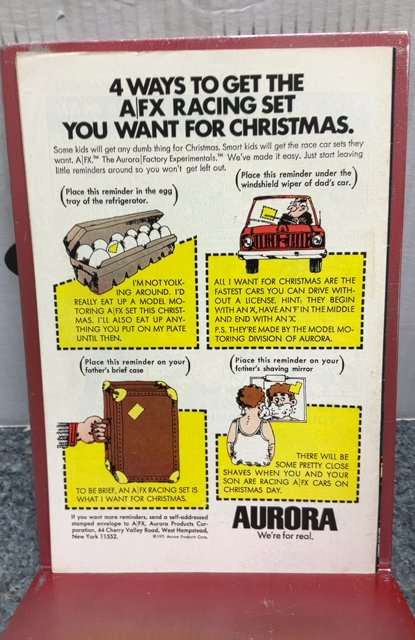 4 WAYS TO GET THE
A|FX RACING SET
YOU WANT FOR CHRISTMAS.
Some kids will get any dumb thing for Christmas. Smart kids will get the race car sets they
want. A|FX.™ The Aurora|Factory Experimentals.™ We've made it easy. Just start leaving
little reminders around so you won't get left out.
(Place this reminder in the egg
tray of the refrigerator.)
I'M NOT YOLK-
ING AROUND. I'D
REALLY EAT UP A MODEL MO-
TORING A|FX SET THIS CHRIST-
MAS. I'LL ALSO EAT UP ANY-
THING YOU PUT ON MY PLATE
UNTIL THEN.
(Place this reminder under the
windshield wiper of dad's car.)
ALL I WANT FOR CHRISTMAS ARE THE
FASTEST CARS YOU CAN DRIVE WITH-
OUT A LICENSE. HINT: THEY BEGIN
WITH AN 'A', HAVE AN 'F' IN THE MIDDLE
AND END WITH AN 'X'.
P.S. THEY'RE MADE BY THE MODEL MO-
TORING DIVISION OF AURORA.
(Place this reminder on your
father's brief case)
TO BE BRIEF, AN A|FX RACING SET IS
WHAT I WANT FOR CHRISTMAS.
(Place this reminder on your
father's shaving mirror)
THERE WILL BE
SOME PRETTY CLOSE
SHAVES WHEN YOU AND YOUR
SON ARE RACING A|FX CARS ON
CHRISTMAS DAY.
If you want more reminders, send a self-addressed
stamped envelope to A|FX, Aurora Products Cor-
poration, 44 Cherry Valley Road, West Hempstead,
New York 11552. ©1971 Aurora Products Corp.
AURORA
We're for real.